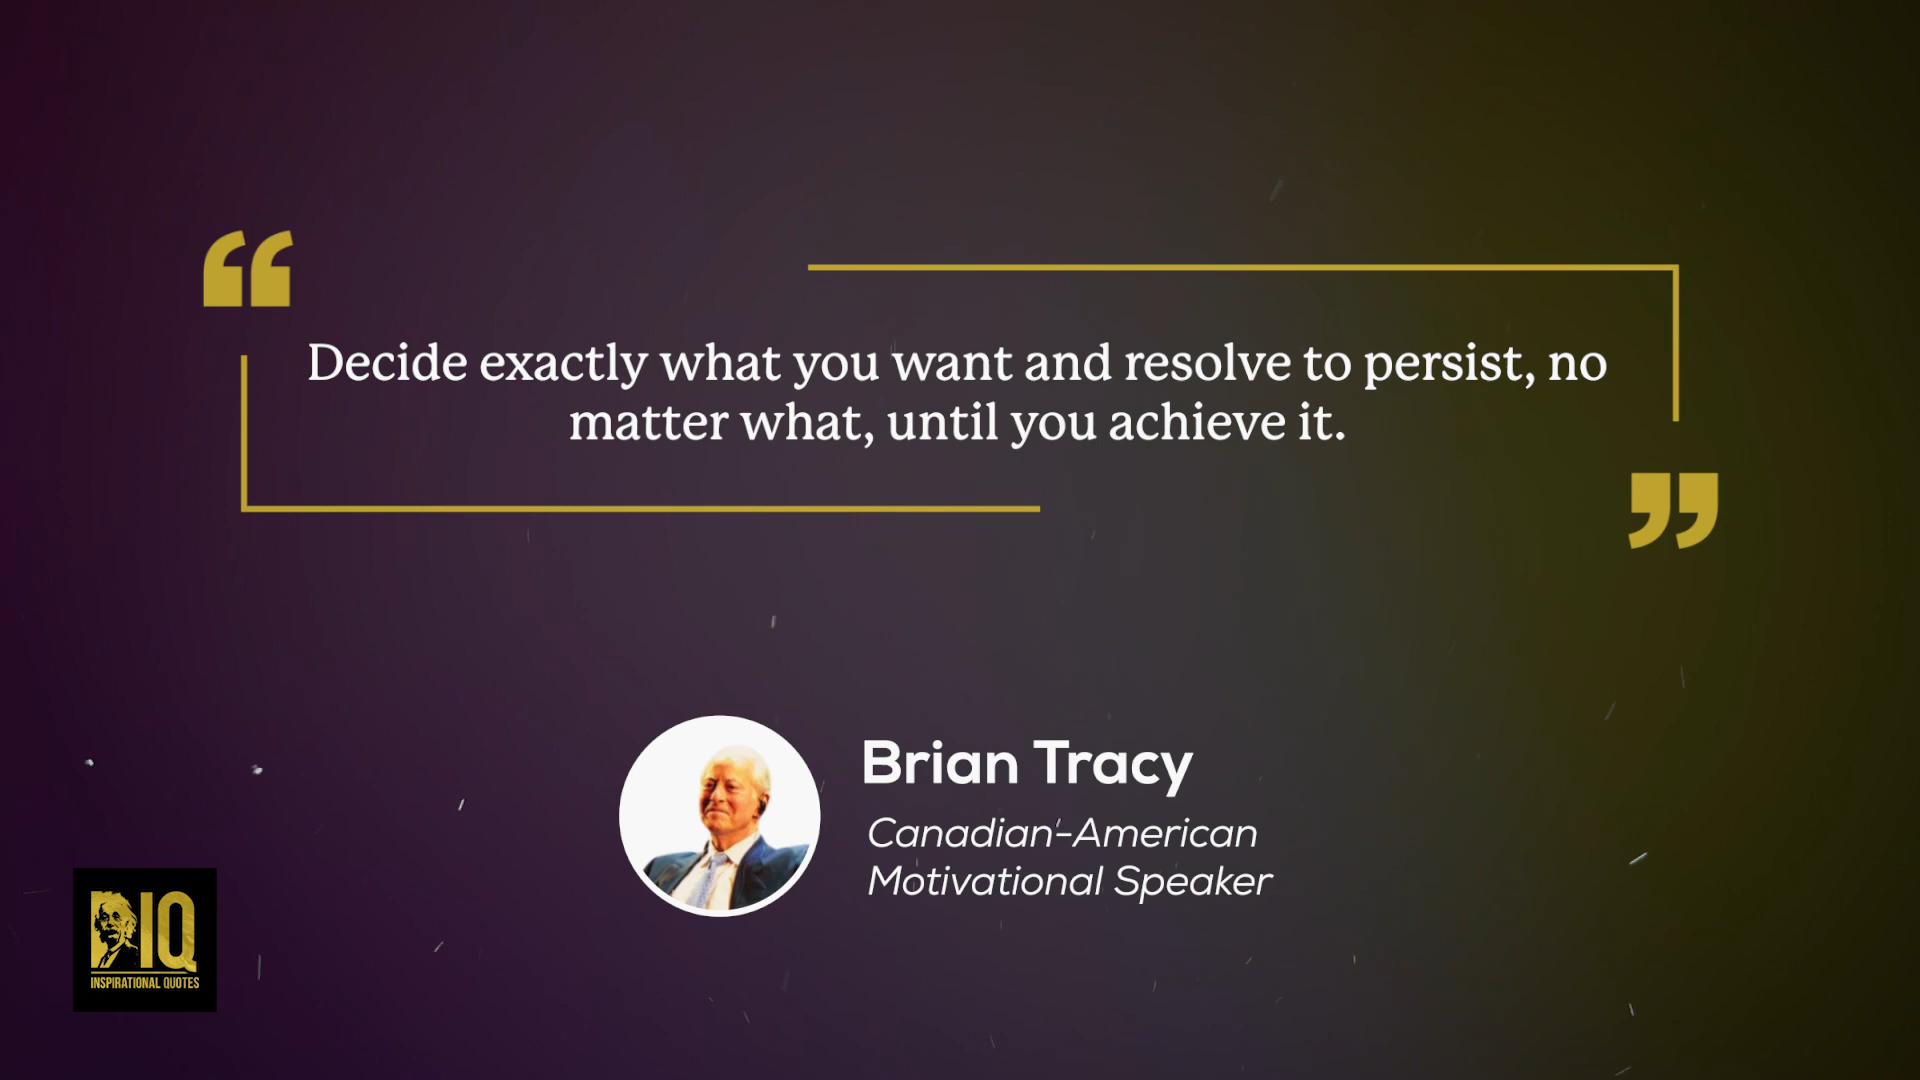 Decide exactly what you want and resolve to persist, no
matter what, until you achieve it.
Brian Tracy
Canadian-American
Motivational Speaker
IQ
INSPIRATIONAL QUOTES